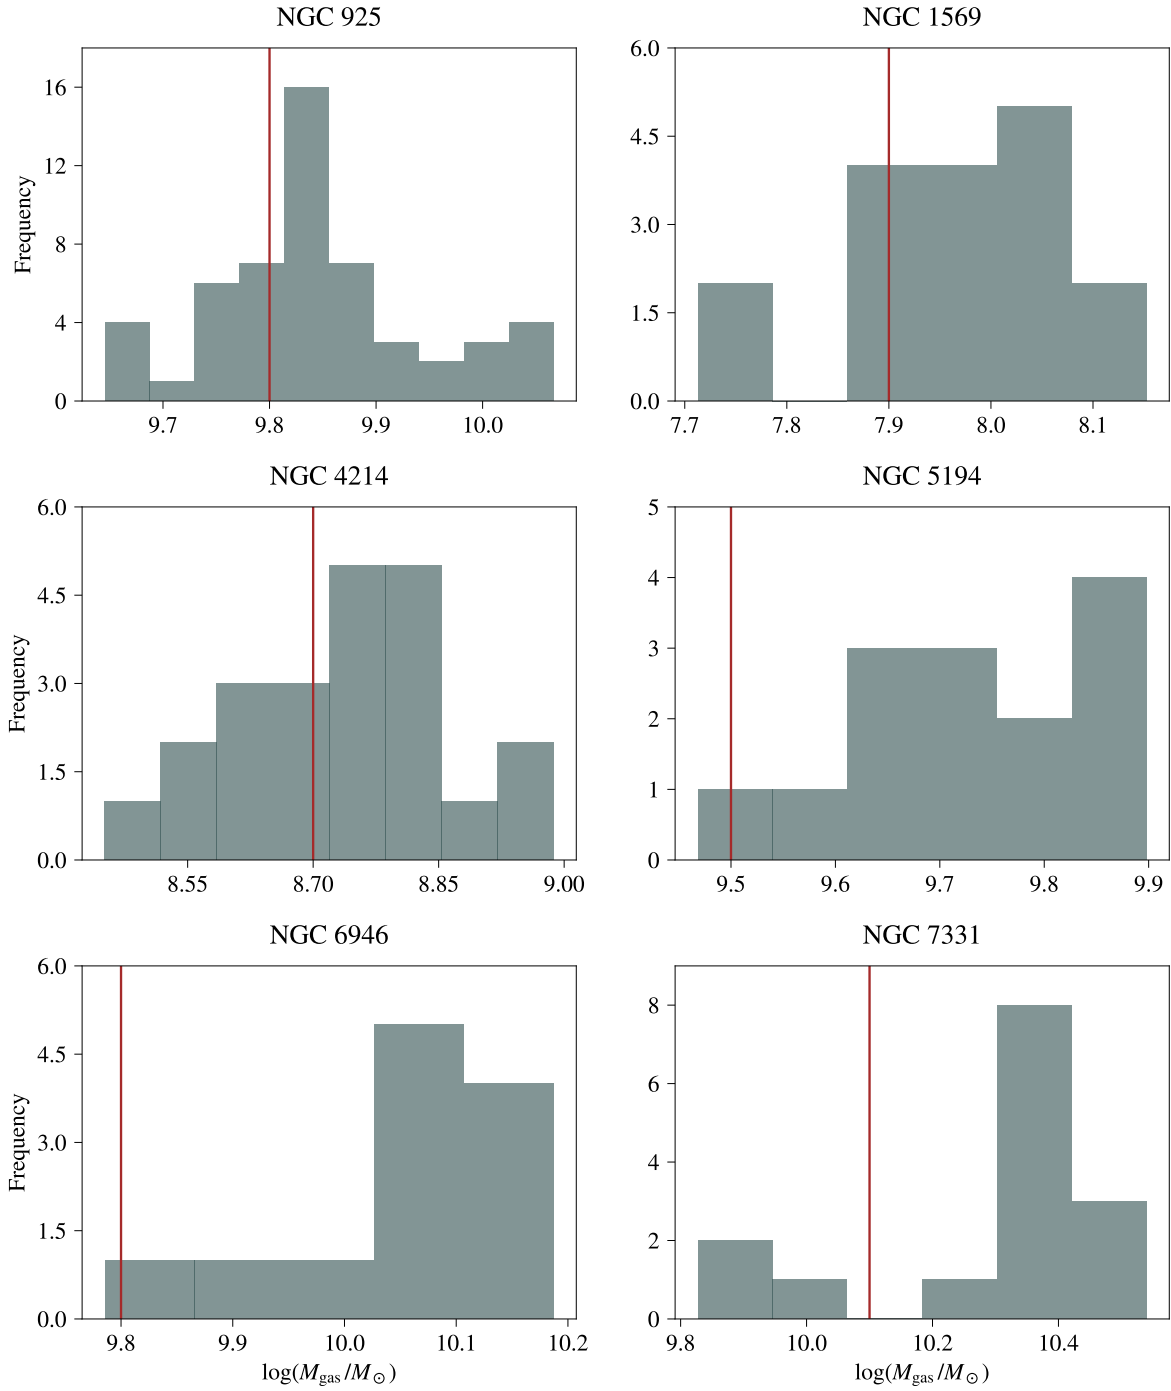 NGC 925
NGC 1569
Frequency
16
12
8
4
0
9.7 9.8 9.9 10.0
6.0
4.5
3.0
1.5
0.0
7.7 7.8 7.9 8.0 8.1
NGC 4214
NGC 5194
Frequency
6.0
4.5
3.0
1.5
0.0
8.55 8.70 8.85 9.00
5
4
3
2
1
0
9.5 9.6 9.7 9.8 9.9
NGC 6946
NGC 7331
Frequency
6.0
4.5
3.0
1.5
0.0
9.8 9.9 10.0 10.1 10.2
log(M_gas/M_⊙)
8
6
4
2
0
9.8 10.0 10.2 10.4
log(M_gas/M_⊙)